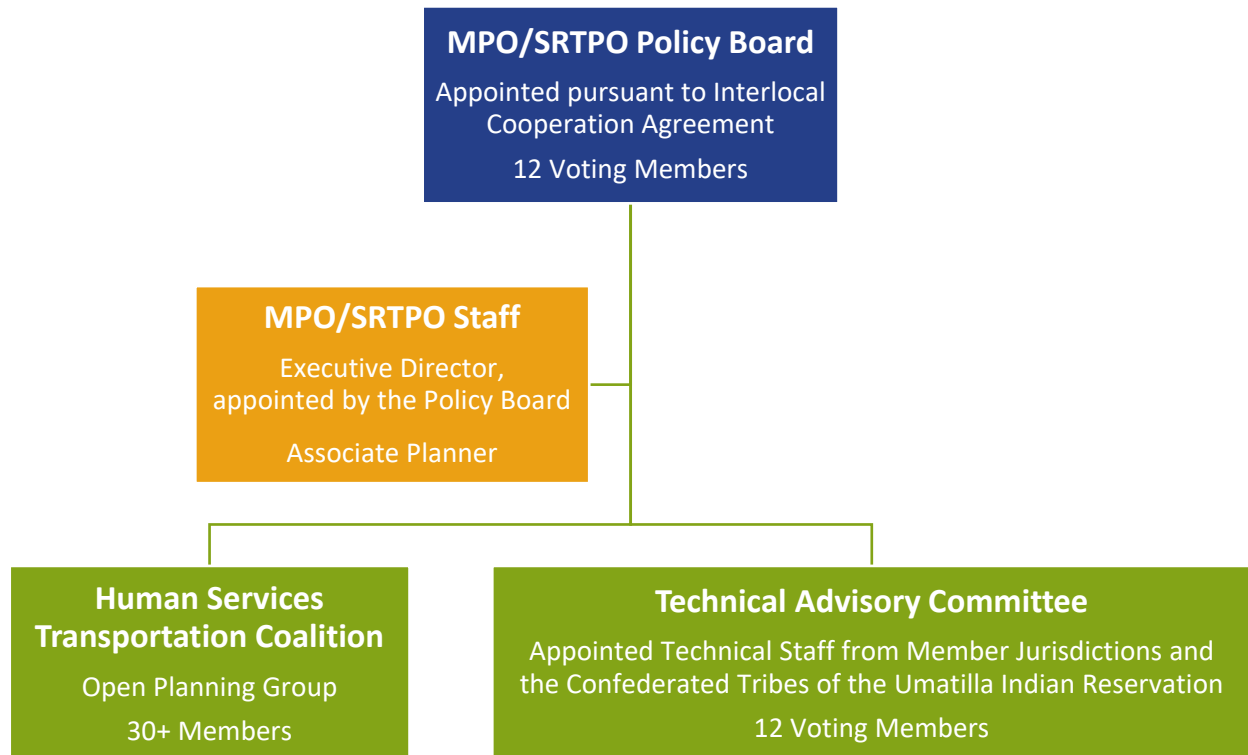 MPO/SRTPO Policy Board
Appointed pursuant to Interlocal
Cooperation Agreement
12 Voting Members
MPO/SRTPO Staff
Executive Director,
appointed by the Policy Board
Associate Planner
Human Services
Transportation Coalition
Open Planning Group
30+ Members
Technical Advisory Committee
Appointed Technical Staff from Member Jurisdictions and
the Confederated Tribes of the Umatilla Indian Reservation
12 Voting Members